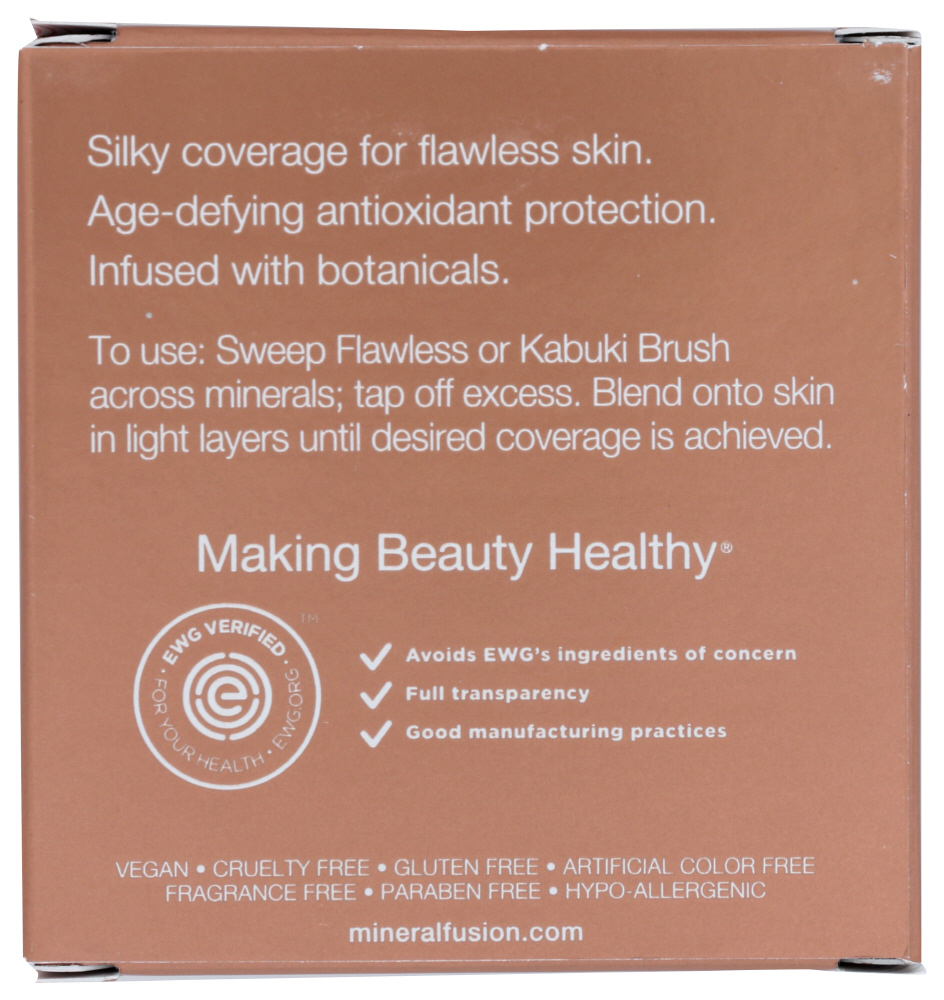 Silky coverage for flawless skin.
Age-defying antioxidant protection.
Infused with botanicals.
To use: Sweep Flawless or Kabuki Brush
across minerals; tap off excess. Blend onto skin
in light layers until desired coverage is achieved.
Making Beauty Healthy®
• EWG VERIFIED •
TM
FOR YOUR HEALTH • EWG.ORG
e
Avoids EWG's ingredients of concern
Full transparency
Good manufacturing practices
VEGAN • CRUELTY FREE • GLUTEN FREE • ARTIFICIAL COLOR FREE
FRAGRANCE FREE • PARABEN FREE • HYPO-ALLERGENIC
mineralfusion.com